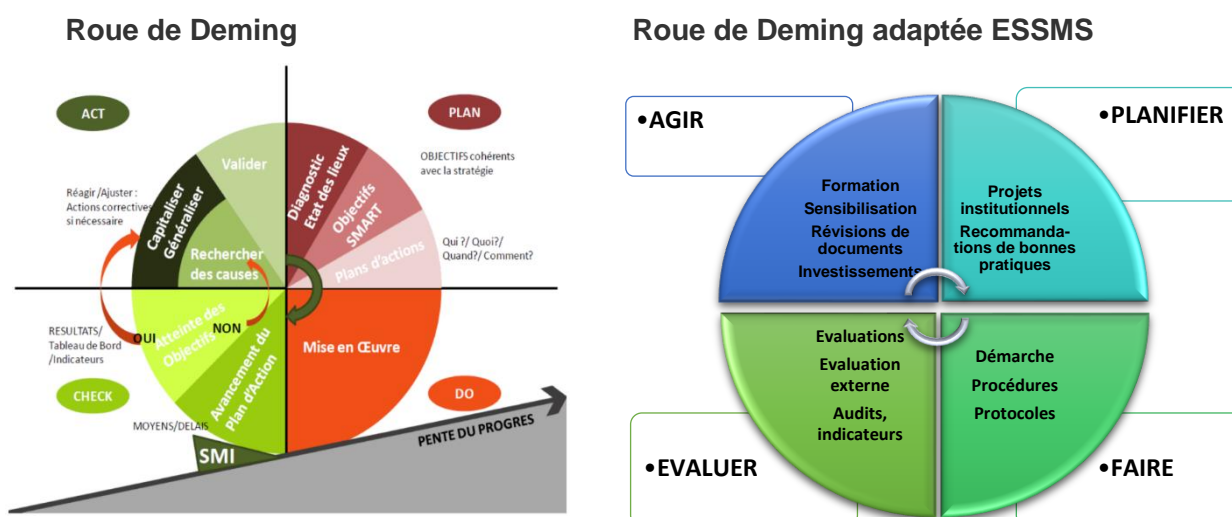 Roue de Deming
ACT
PLAN
OBJECTIFS cohérents
avec la stratégie
Réagir /Ajuster :
Actions correctives
si nécessaire
Valider
Capitaliser
Généraliser
Rechercher
des causes
Diagnostic
Etat des lieux
Objectifs
SMART
Plans d'actions
Qui ?/ Quoi?/
Quand?/ Comment?
RESULTATS/
Tableau de Bord
/Indicateurs
OUI
NON
Atteinte des
Objectifs
Avancement du
Plan d'Action
Mise en Œuvre
CHECK
DO
MOYENS/DELAIS
SMI
PENTE DU PROGRES
Roue de Deming adaptée ESSMS
•AGIR
•PLANIFIER
Formation
Sensibilisation
Révisions de
documents
Investissements
Projets
institutionnels
Recommanda-
tions de bonnes
pratiques
Evaluations
Evaluation
externe
Audits,
indicateurs
Démarche
Procédures
Protocoles
•EVALUER
•FAIRE